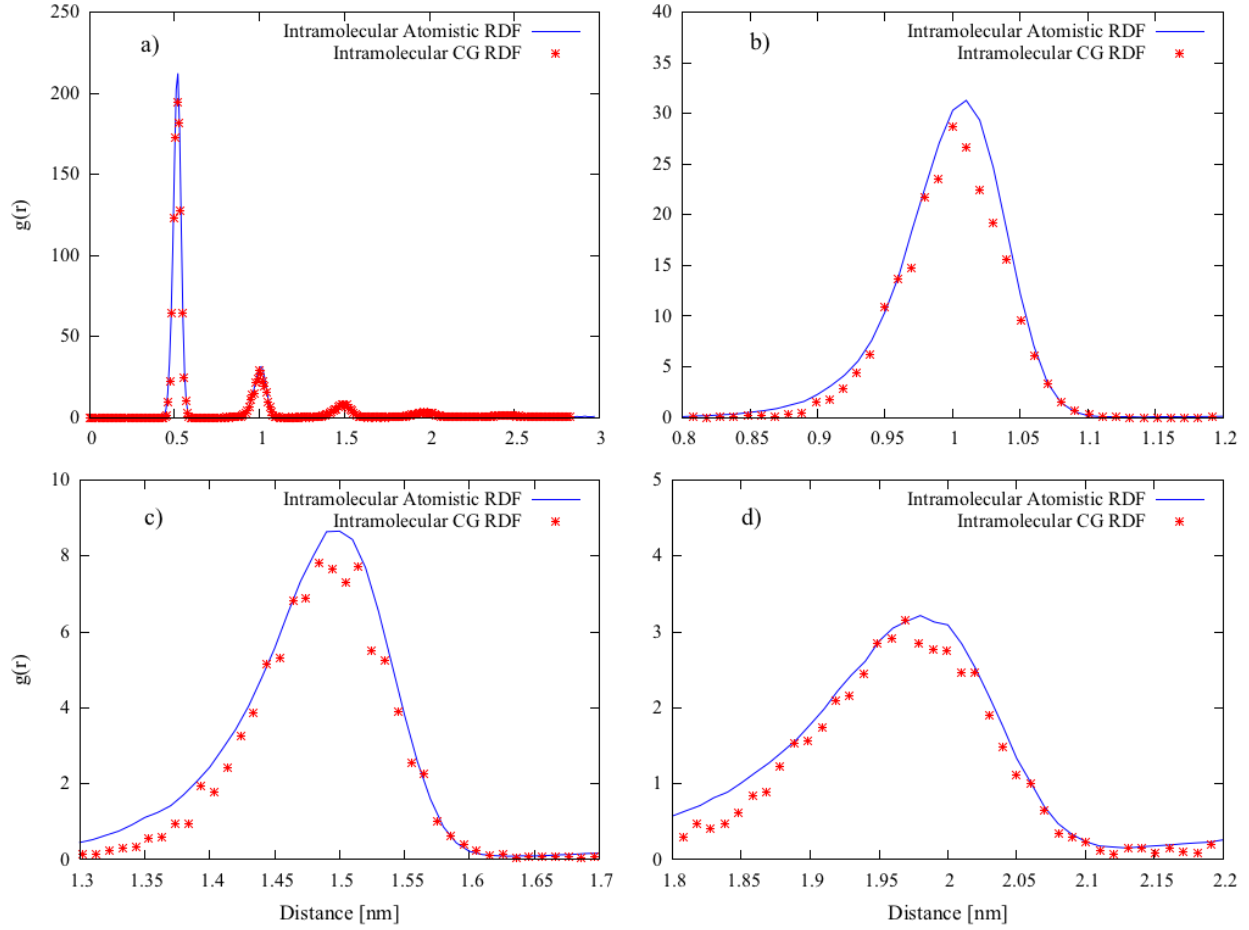 a)
Intramolecular Atomistic RDF
Intramolecular CG RDF
g(r)
250
200
150
100
50
0
0 0.5 1 1.5 2 2.5 3
b)
Intramolecular Atomistic RDF
Intramolecular CG RDF
40
35
30
25
20
15
10
5
0
0.8 0.85 0.9 0.95 1 1.05 1.1 1.15 1.2
c)
Intramolecular Atomistic RDF
Intramolecular CG RDF
g(r)
10
8
6
4
2
0
1.3 1.35 1.4 1.45 1.5 1.55 1.6 1.65 1.7
Distance [nm]
d)
Intramolecular Atomistic RDF
Intramolecular CG RDF
5
4
3
2
1
0
1.8 1.85 1.9 1.95 2 2.05 2.1 2.15 2.2
Distance [nm]